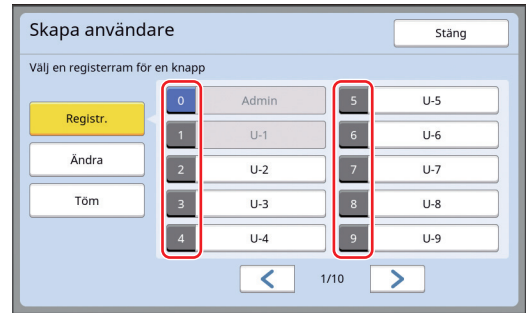 Skapa användare
Stäng
Välj en registerram för en knapp
Registr.
Ändra
Töm
0 Admin
1 U-1
2 U-2
3 U-3
4 U-4
5 U-5
6 U-6
7 U-7
8 U-8
9 U-9
1/10